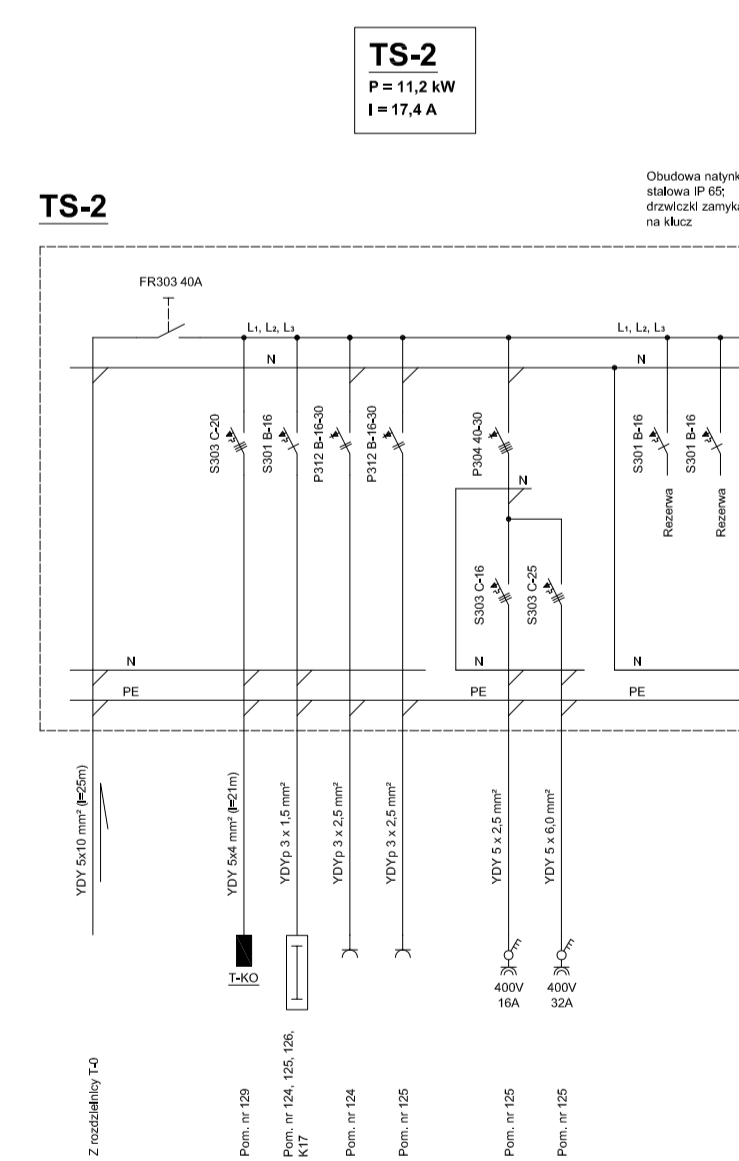 TS-2
P = 11,2 kW
I = 17,4 A
Obudowa natynk
stalowa IP 65;
drzwiczki zamyka
na klucz
TS-2
FR303 40A
L1, L2, L3
L1, L2, L3
N
N
S303 C-20
S301 B-16
P312 B-16-30
P312 B-16-30
P304 40-30
S301 B-16
S301 B-16
N
Rezerwa
Rezerwa
S303 C-16
S303 C-25
N
N
N
PE
PE
PE
YDY 5x10 mm² (l=25m)
YDY 5x4 mm² (l=21m)
YDYp 3 x 1,5 mm²
YDYp 3 x 2,5 mm²
YDYp 3 x 2,5 mm²
YDY 5 x 2,5 mm²
YDY 5 x 6,0 mm²
T-KO
400V
16A
400V
32A
Z rozdzielnicy T-0
Pom. nr 129
Pom. nr 124, 125, 126,
K17
Pom. nr 124
Pom. nr 125
Pom. nr 125
Pom. nr 125